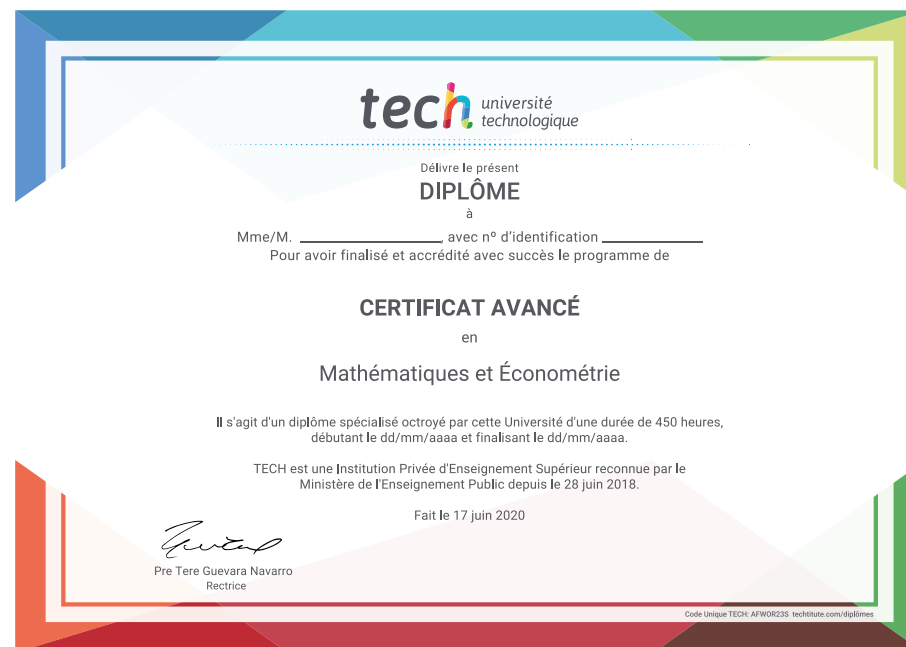 tech université
technologique
Délivre le présent
DIPLÔME
à
Mme/M. ____________, avec nº d'identification ____________
Pour avoir finalisé et accrédité avec succès le programme de
CERTIFICAT AVANCÉ
en
Mathématiques et Économétrie
Il s'agit d'un diplôme spécialisé octroyé par cette Université d'une durée de 450 heures,
débutant le dd/mm/aaaa et finalisant le dd/mm/aaaa.
TECH est une Institution Privée d'Enseignement Supérieur reconnue par le
Ministère de l'Enseignement Public depuis le 28 juin 2018.
Fait le 17 juin 2020
Pre Tere Guevara Navarro
Rectrice
Code Unique TECH: AFWOR23S techtitute.com/diplômes